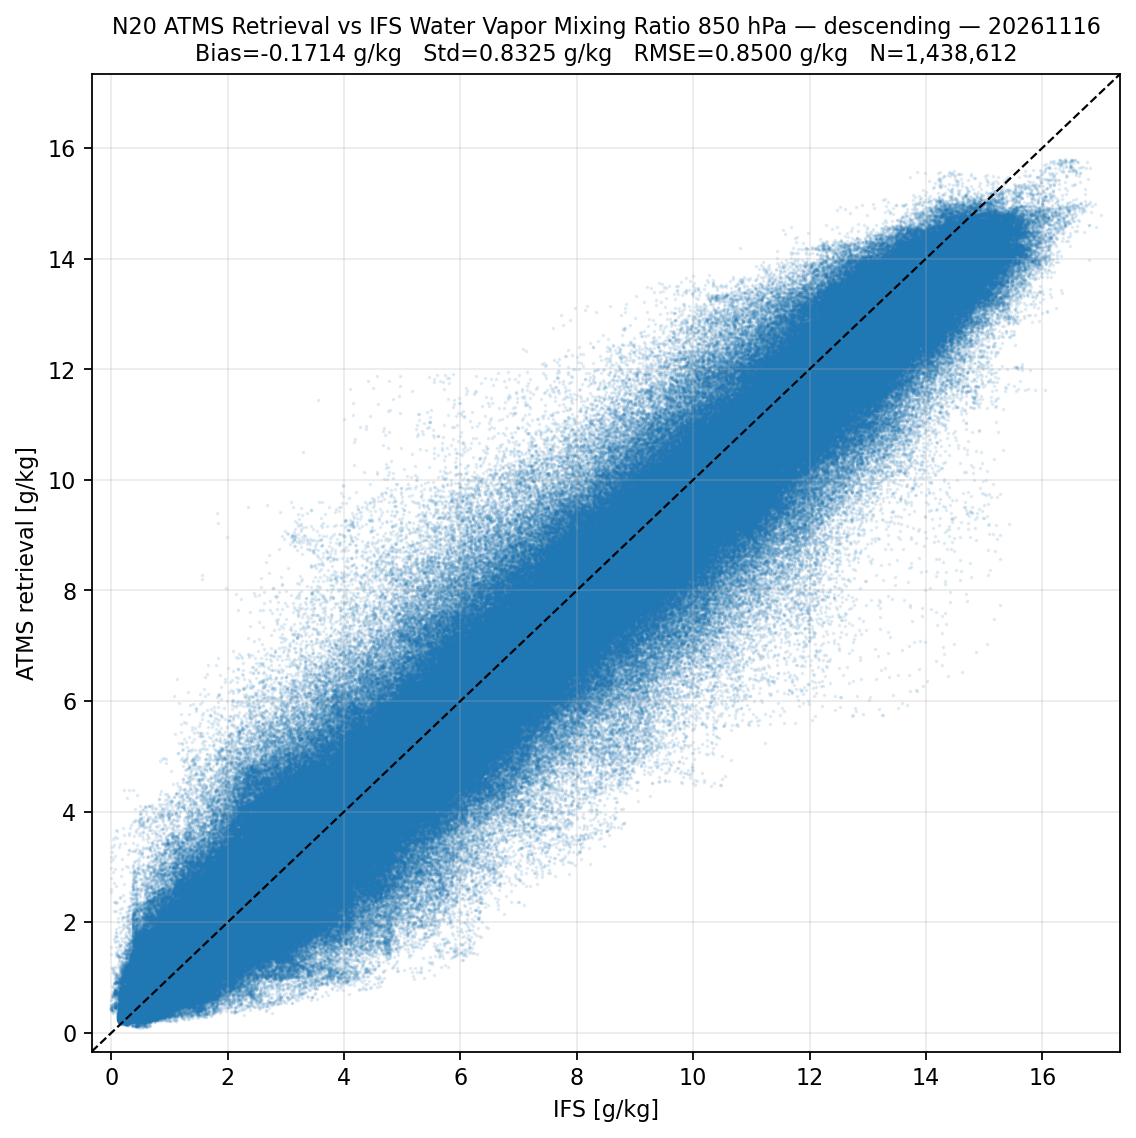 N20 ATMS Retrieval vs IFS Water Vapor Mixing Ratio 850 hPa — descending — 20261116
Bias=-0.1714 g/kg   Std=0.8325 g/kg   RMSE=0.8500 g/kg   N=1,438,612
16
14
12
10
8
6
4
2
0
ATMS retrieval [g/kg]
0 2 4 6 8 10 12 14 16
IFS [g/kg]